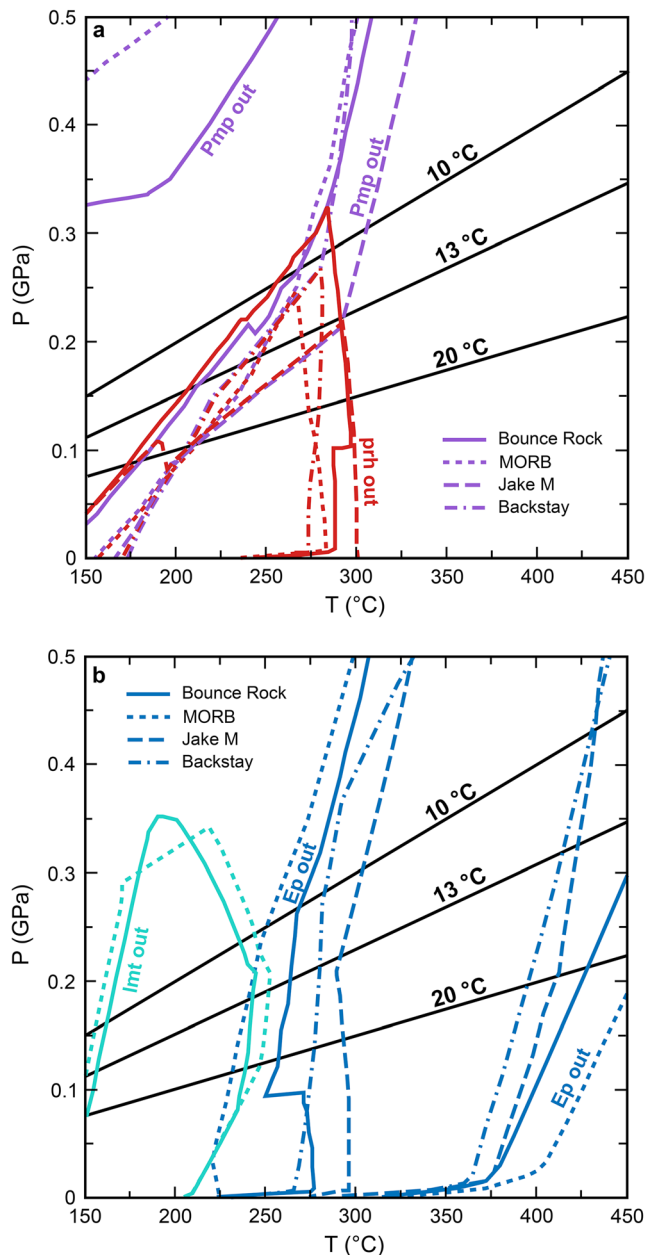 a
0.5
0.4
0.3
0.2
0.1
0
P (GPa)
Pmp out
Pmp out
10 °C
13 °C
20 °C
prh out
Bounce Rock
MORB
Jake M
Backstay
150
200
250
300
350
400
450
T (°C)
b
0.5
0.4
0.3
0.2
0.1
0
P (GPa)
Bounce Rock
MORB
Jake M
Backstay
10 °C
13 °C
20 °C
lmt out
Ep out
Ep out
150
200
250
300
350
400
450
T (°C)